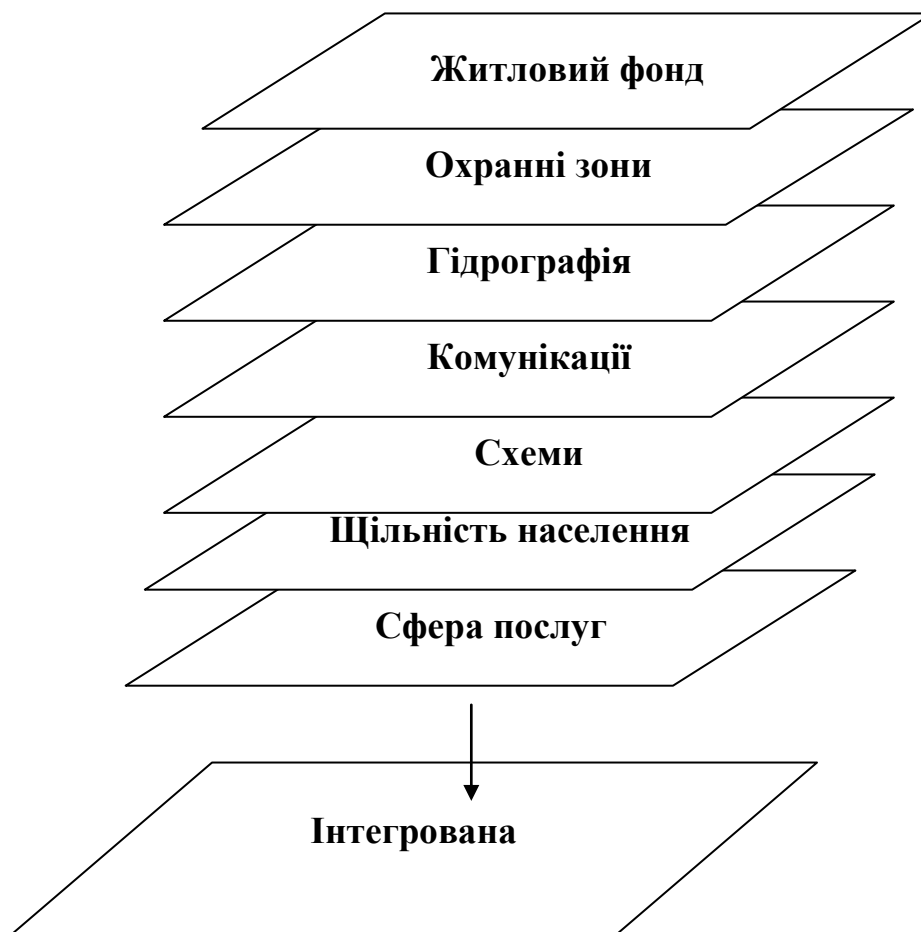 Житловий фонд
Охранні зони
Гідрографія
Комунікації
Схеми
Щільність населення
Сфера послуг
Інтегрована